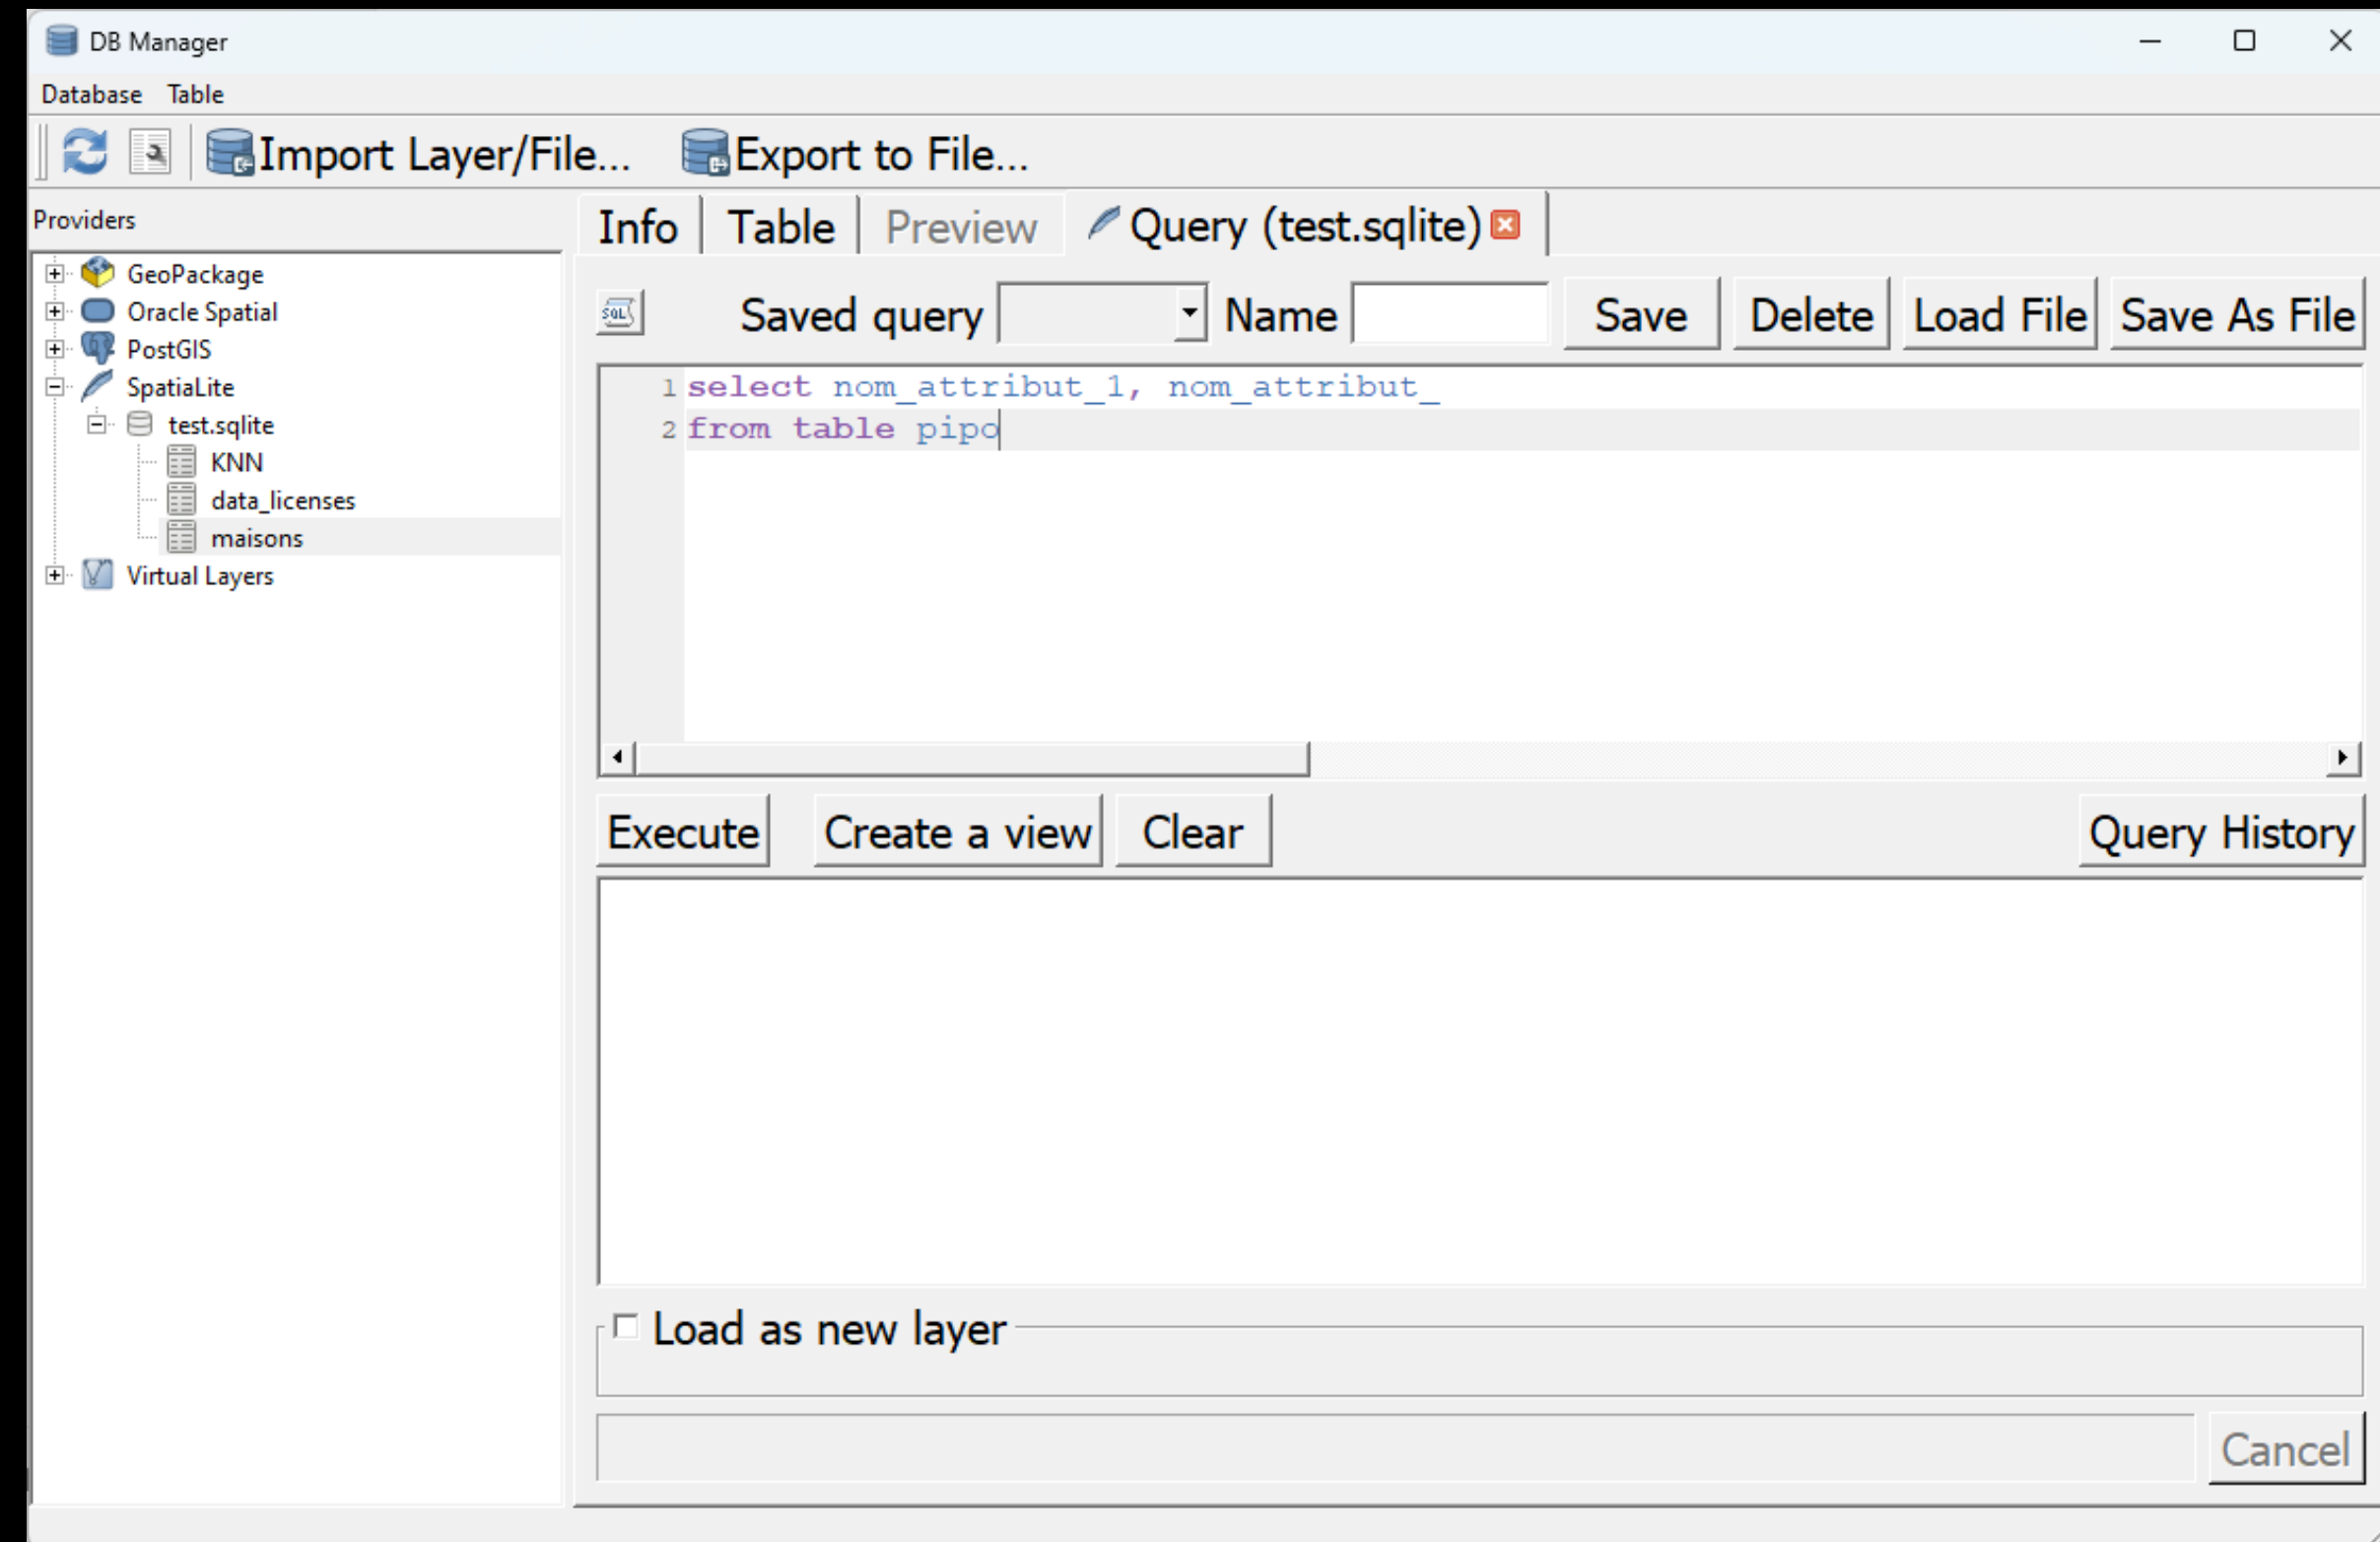 DB Manager
Database Table
Import Layer/File... Export to File...
Providers
GeoPackage
Oracle Spatial
PostGIS
SpatiaLite
test.sqlite
KNN
data_licenses
maisons
Virtual Layers
Info Table Preview Query (test.sqlite)
SQL Saved query Name Save Delete Load File Save As File
1 select nom_attribut_1, nom_attribut_
2 from table pipo
Execute Create a view Clear Query History
Load as new layer
Cancel